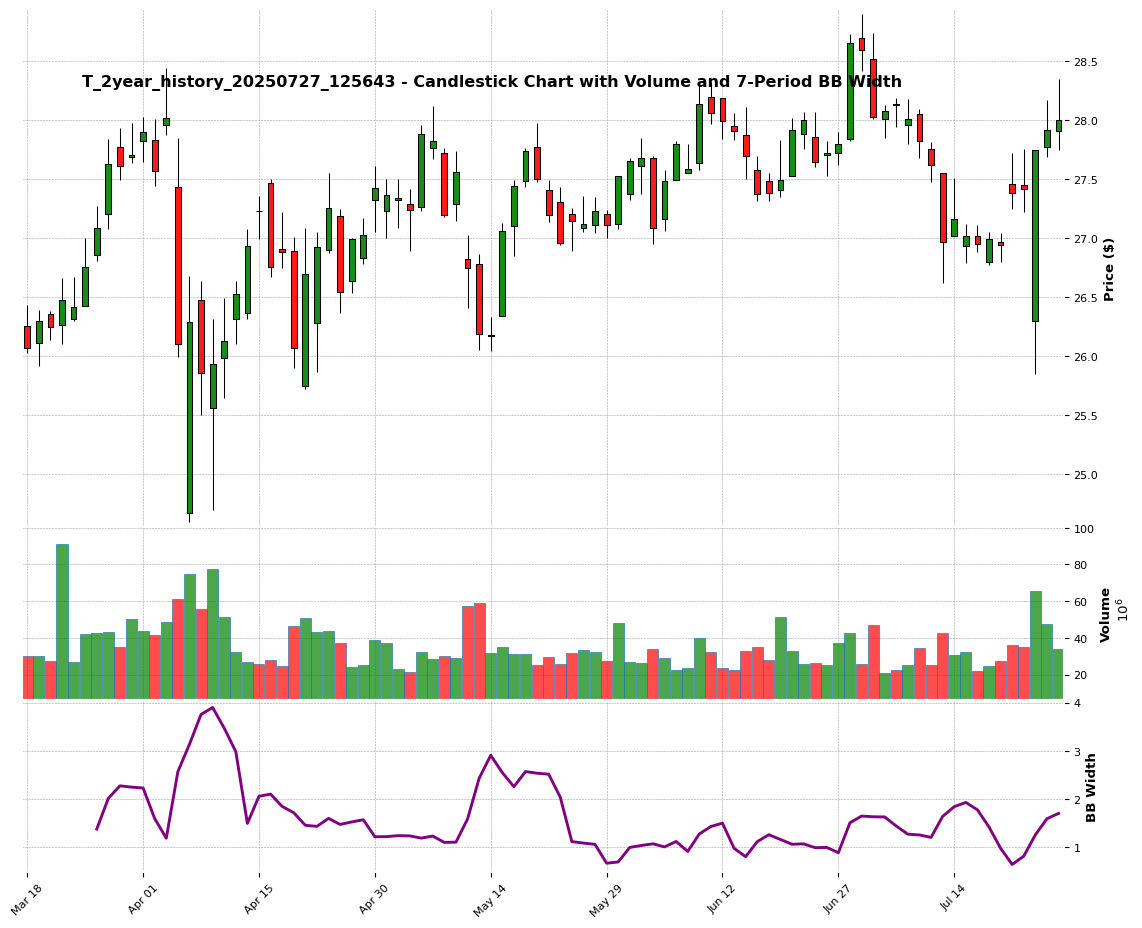 T_2year_history_20250727_125643 - Candlestick Chart with Volume and 7-Period BB Width
28.5
28.0
27.5
27.0
26.5
26.0
25.5
25.0
Price ($)
100
80
60
40
20
Volume
10^6
4
3
2
1
BB Width
Mar 18
Apr 01
Apr 15
Apr 30
May 14
May 29
Jun 12
Jun 27
Jul 14